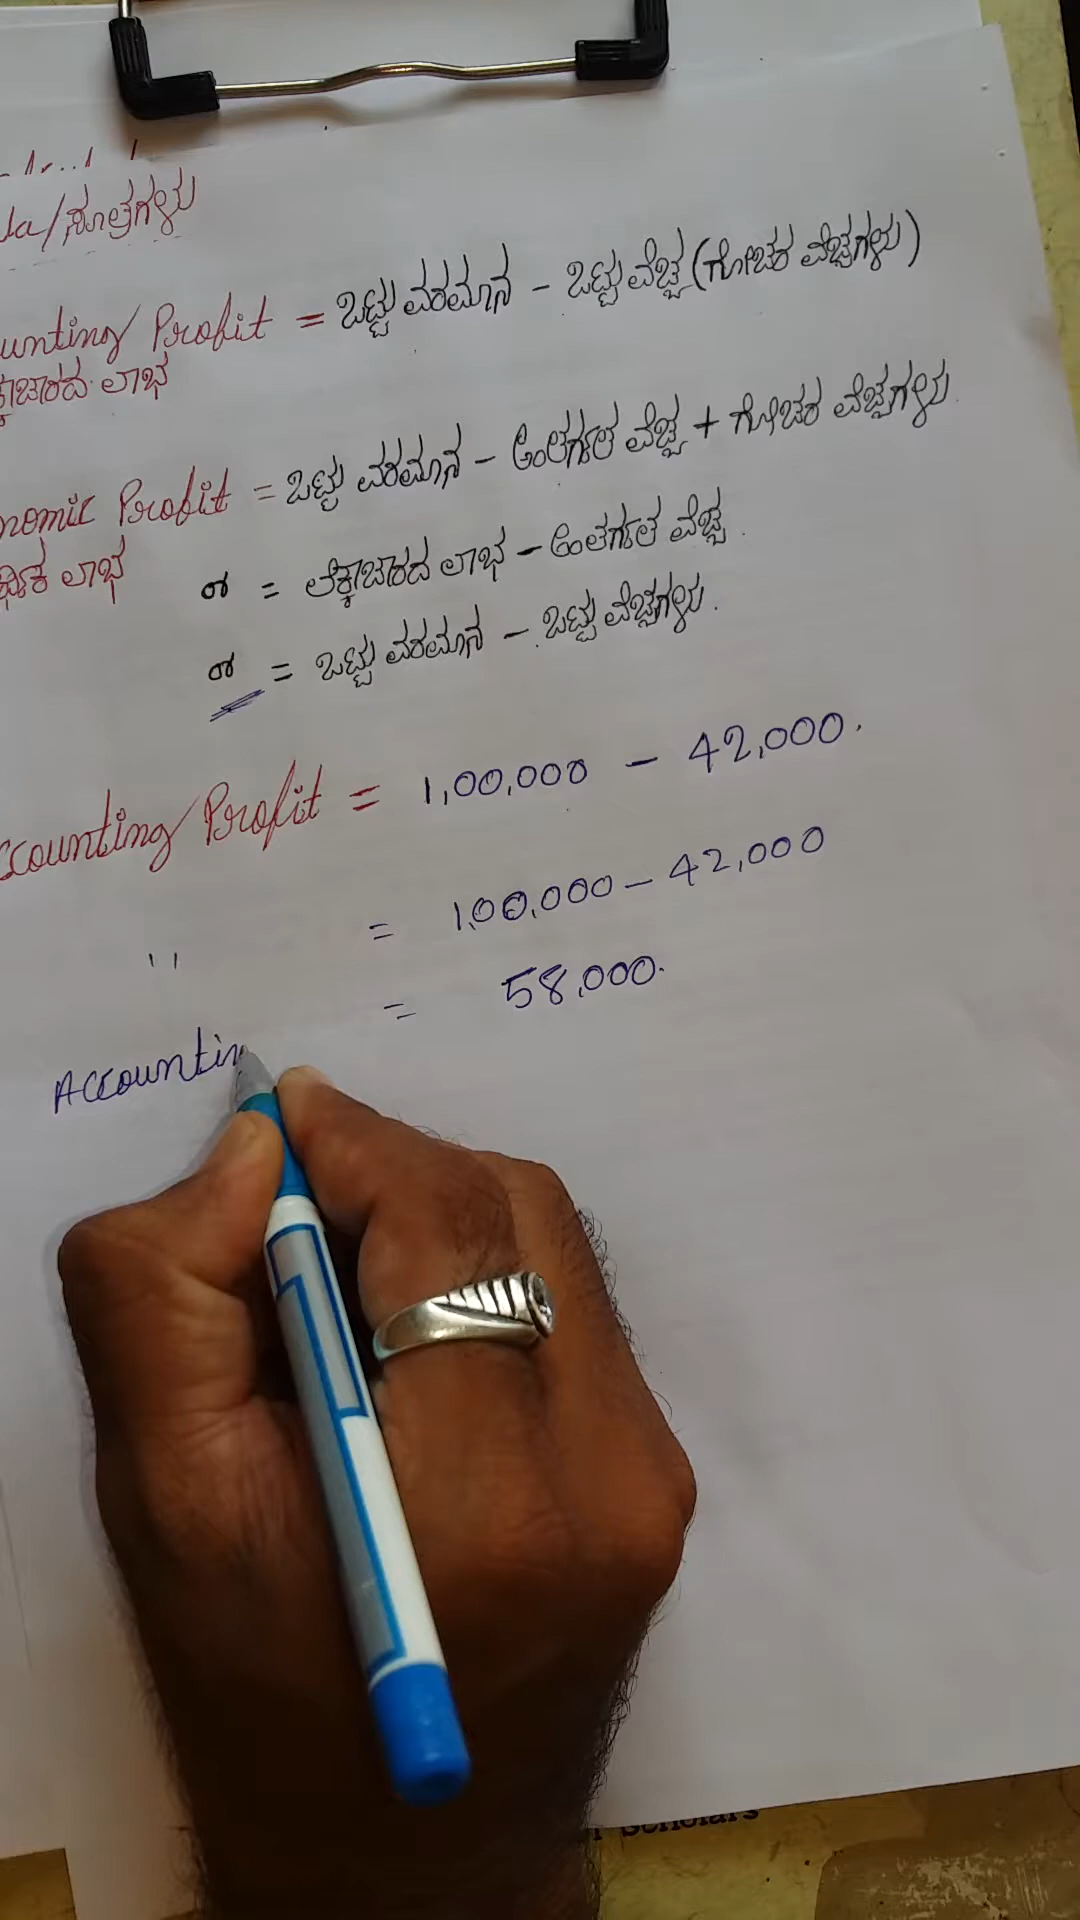 la/ಸೂತ್ರಗಳು
unting Profit = ಒಟ್ಟು ವರಮಾನ - ಒಟ್ಟು ವೆಚ್ಚ (ಗೋಚರ ವೆಚ್ಚಗಳು)
ಕ್ಕಾಚಾರದ ಲಾಭ
nomic Profit = ಒಟ್ಟು ವರಮಾನ - ಅಂತರ್ಗತ ವೆಚ್ಚ + ಗೋಚರ ವೆಚ್ಚಗಳು.
ರ್ಥಿಕ ಲಾಭ
= ಲೆಕ್ಕಾಚಾರದ ಲಾಭ - ಅಂತರ್ಗತ ವೆಚ್ಚ.
= ಒಟ್ಟು ವರಮಾನ - ಒಟ್ಟು ವೆಚ್ಚಗಳು.
ccounting Profit = 1,00,000 - 42,000.
" = 1,00,000 - 42,000
= 58,000.
Accountin
Scholars